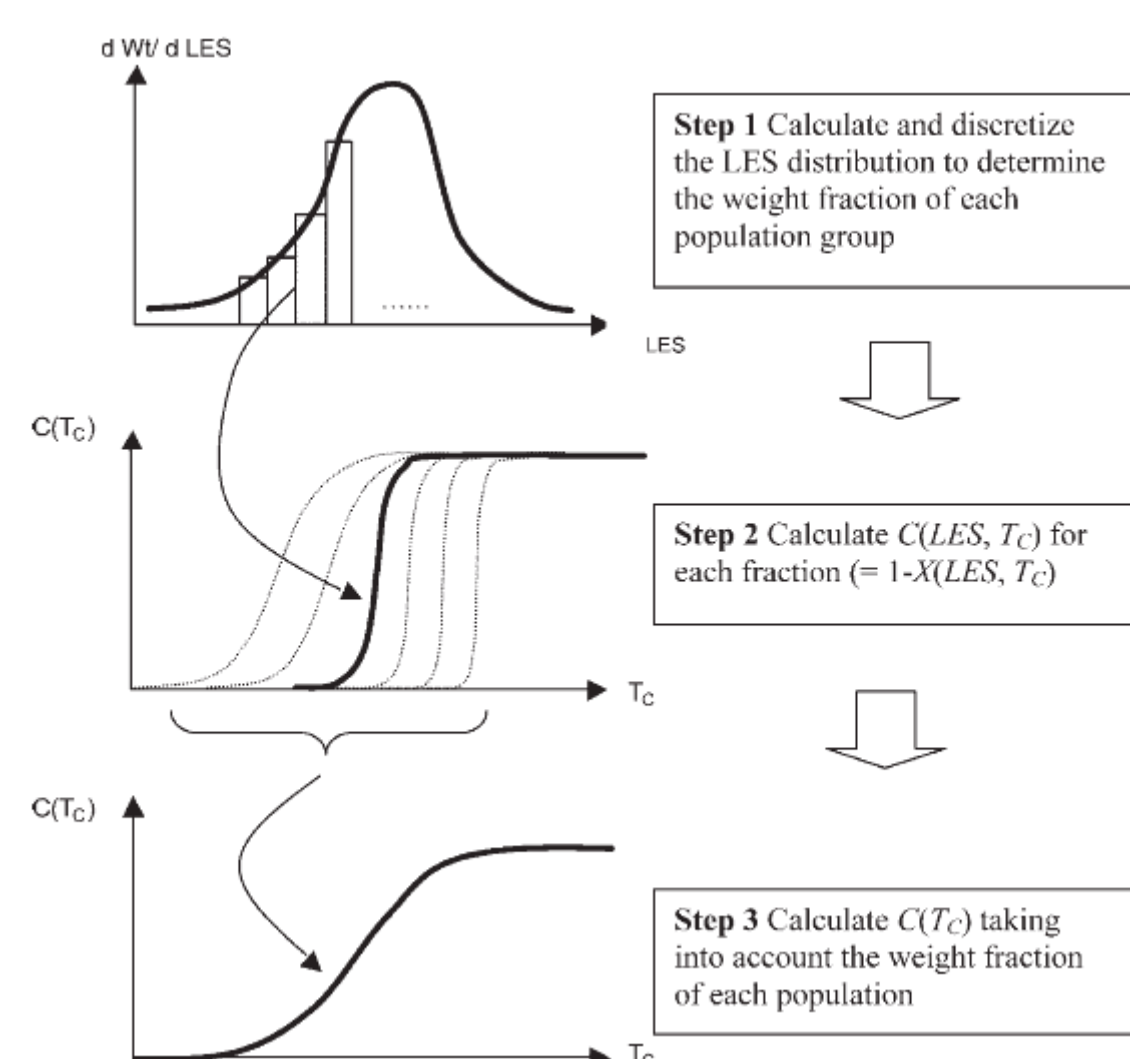 d Wt/ d LES
Step 1 Calculate and discretize
the LES distribution to determine
the weight fraction of each
population group
......
LES
C(T_C)
Step 2 Calculate C(LES, T_C) for
each fraction (= 1-X(LES, T_C)
T_C
C(T_C)
Step 3 Calculate C(T_C) taking
into account the weight fraction
of each population
T_C